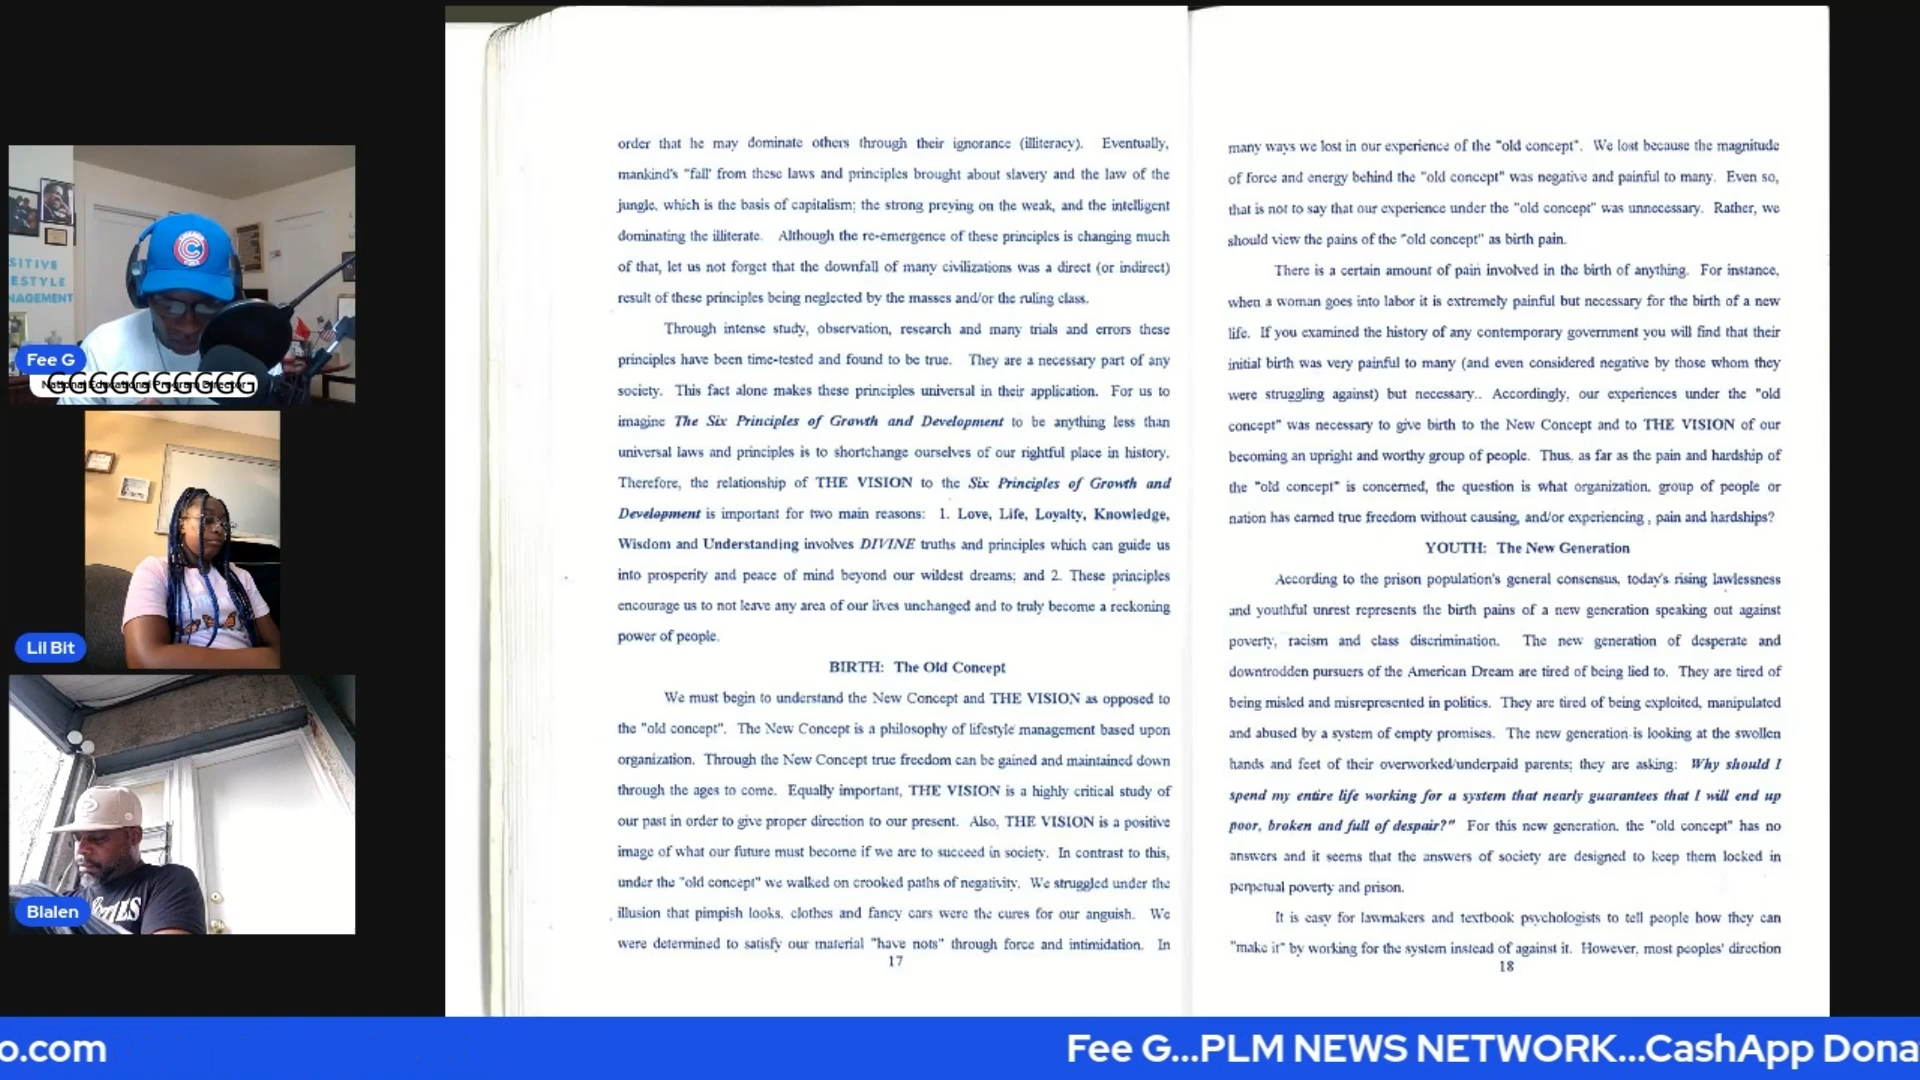 SITIVE
ESTYLE
NAGEMENT
Fee G
National Educational Program Director
GGGGGGGGGG
Lil Bit
Blalen
order that he may dominate others through their ignorance (illiteracy). Eventually,
mankind's "fall' from these laws and principles brought about slavery and the law of the
jungle, which is the basis of capitalism; the strong preying on the weak, and the intelligent
dominating the illiterate. Although the re-emergence of these principles is changing much
of that, let us not forget that the downfall of many civilizations was a direct (or indirect)
result of these principles being neglected by the masses and/or the ruling class.
Through intense study, observation, research and many trials and errors these
principles have been time-tested and found to be true. They are a necessary part of any
society. This fact alone makes these principles universal in their application. For us to
imagine The Six Principles of Growth and Development to be anything less than
universal laws and principles is to shortchange ourselves of our rightful place in history.
Therefore, the relationship of THE VISION to the Six Principles of Growth and
Development is important for two main reasons: 1. Love, Life, Loyalty, Knowledge,
Wisdom and Understanding involves DIVINE truths and principles which can guide us
into prosperity and peace of mind beyond our wildest dreams; and 2. These principles
encourage us to not leave any area of our lives unchanged and to truly become a reckoning
power of people.
BIRTH: The Old Concept
We must begin to understand the New Concept and THE VISION as opposed to
the "old concept". The New Concept is a philosophy of lifestyle management based upon
organization. Through the New Concept true freedom can be gained and maintained down
through the ages to come. Equally important, THE VISION is a highly critical study of
our past in order to give proper direction to our present. Also, THE VISION is a positive
image of what our future must become if we are to succeed in society. In contrast to this,
under the "old concept" we walked on crooked paths of negativity. We struggled under the
illusion that pimpish looks, clothes and fancy cars were the cures for our anguish. We
were determined to satisfy our material "have nots" through force and intimidation. In
17
many ways we lost in our experience of the "old concept". We lost because the magnitude
of force and energy behind the "old concept" was negative and painful to many. Even so,
that is not to say that our experience under the "old concept" was unnecessary. Rather, we
should view the pains of the "old concept" as birth pain.
There is a certain amount of pain involved in the birth of anything. For instance,
when a woman goes into labor it is extremely painful but necessary for the birth of a new
life. If you examined the history of any contemporary government you will find that their
initial birth was very painful to many (and even considered negative by those whom they
were struggling against) but necessary.. Accordingly, our experiences under the "old
concept" was necessary to give birth to the New Concept and to THE VISION of our
becoming an upright and worthy group of people. Thus, as far as the pain and hardship of
the "old concept" is concerned, the question is what organization, group of people or
nation has earned true freedom without causing, and/or experiencing , pain and hardships?
YOUTH: The New Generation
According to the prison population's general consensus, today's rising lawlessness
and youthful unrest represents the birth pains of a new generation speaking out against
poverty, racism and class discrimination. The new generation of desperate and
downtrodden pursuers of the American Dream are tired of being lied to. They are tired of
being misled and misrepresented in politics. They are tired of being exploited, manipulated
and abused by a system of empty promises. The new generation is looking at the swollen
hands and feet of their overworked/underpaid parents; they are asking: Why should I
spend my entire life working for a system that nearly guarantees that I will end up
poor, broken and full of despair?" For this new generation, the "old concept" has no
answers and it seems that the answers of society are designed to keep them locked in
perpetual poverty and prison.
It is easy for lawmakers and textbook psychologists to tell people how they can
"make it" by working for the system instead of against it. However, most peoples' direction
18
o.com
Fee G...PLM NEWS NETWORK...CashApp Dona